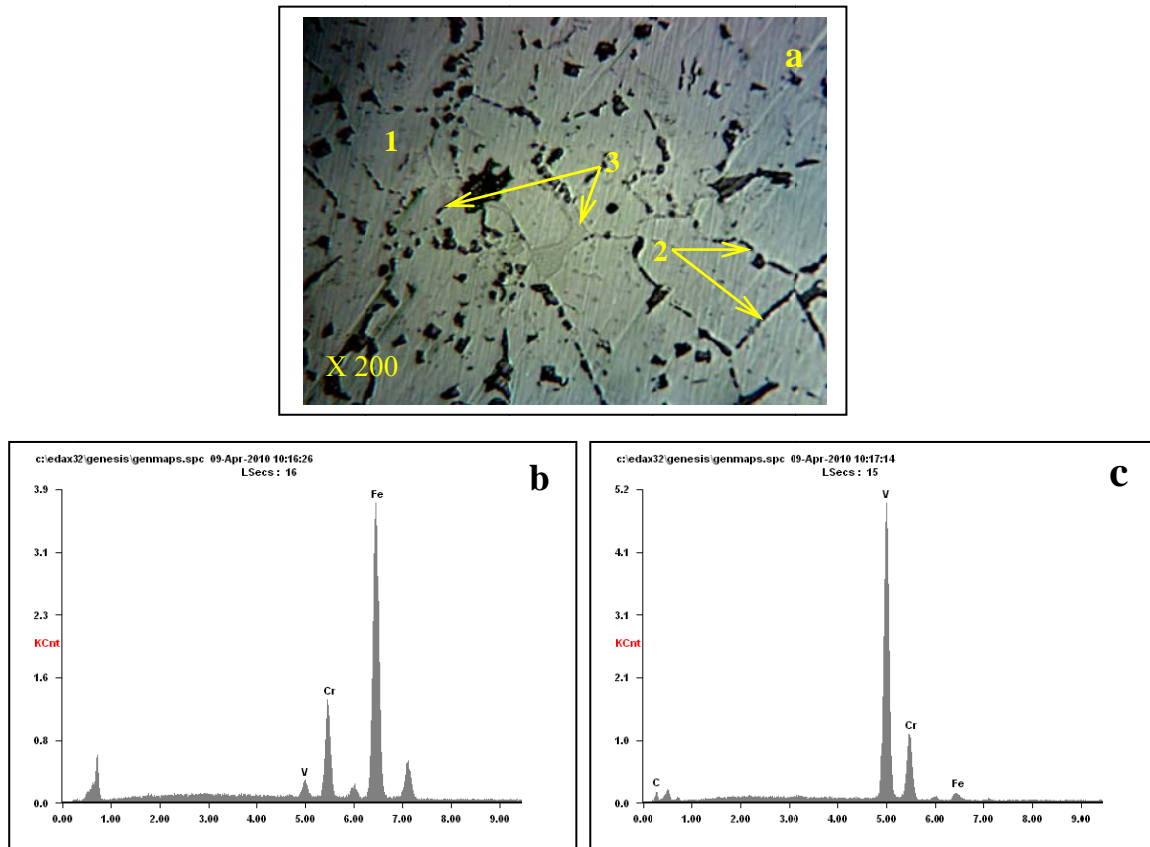 a
1
3
2
X 200
c:\edax32\genesis\genmaps.spc 09-Apr-2010 10:16:26
LSecs : 16
b
3.9
Fe
3.1
2.3
KCnt
1.6
Cr
0.8
V
0.0
0.00 1.00 2.00 3.00 4.00 5.00 6.00 7.00 8.00 9.00
c:\edax32\genesis\genmaps.spc 09-Apr-2010 10:17:14
LSecs : 15
c
5.2
V
4.1
3.1
KCnt
2.1
Cr
1.0
C
Fe
0.0
0.00 1.00 2.00 3.00 4.00 5.00 6.00 7.00 8.00 9.00